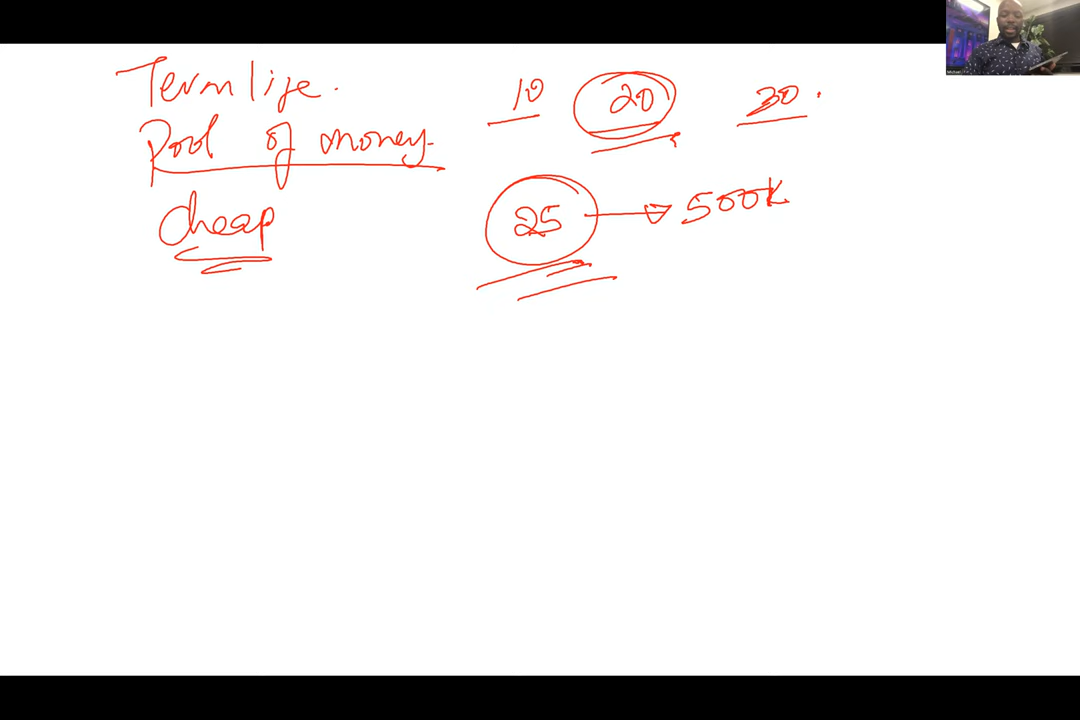 Term life. 10 20 30.
Pool of money.
cheap 25 → 500K